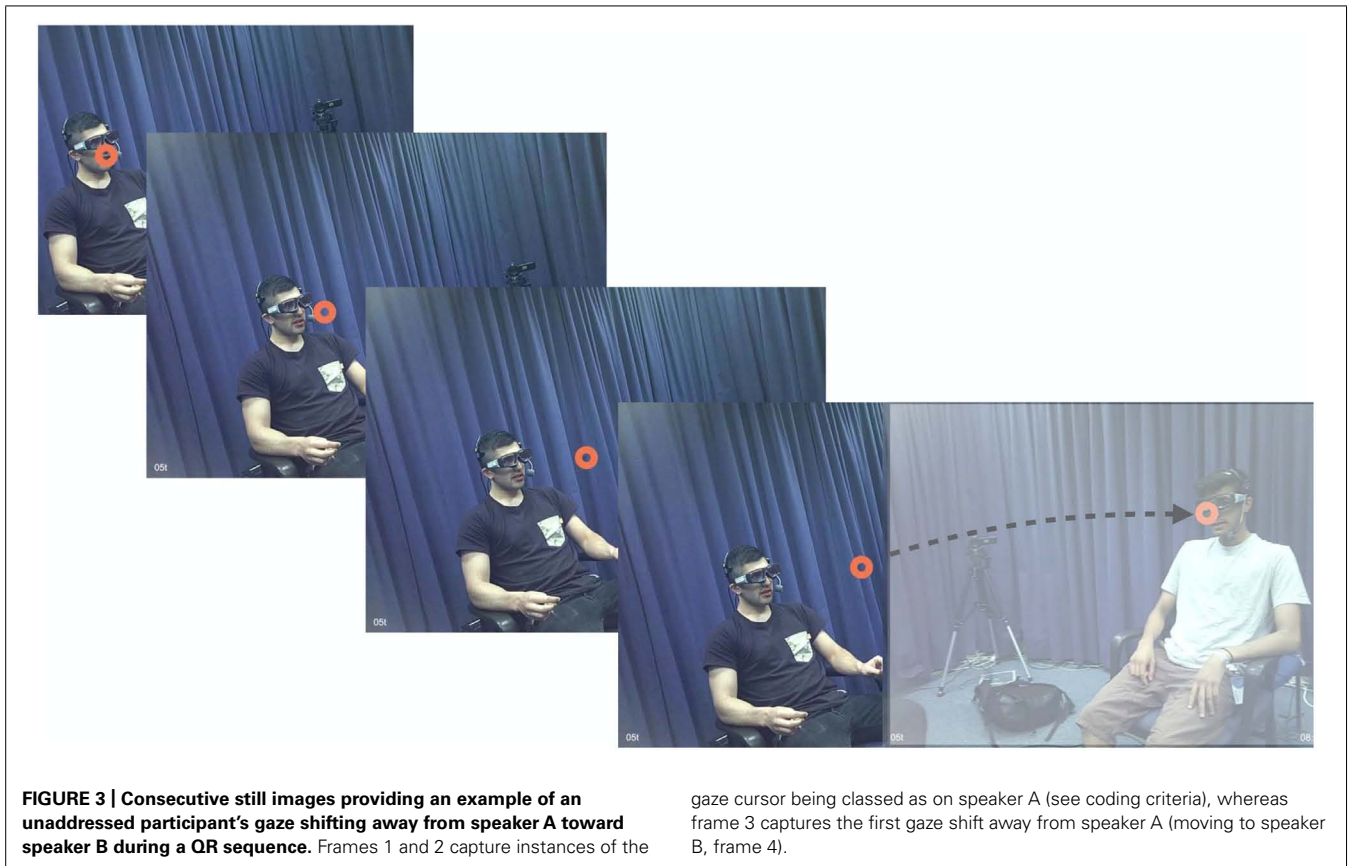 05t
05t
05t
05t
08:
FIGURE 3 | Consecutive still images providing an example of an
unaddressed participant's gaze shifting away from speaker A toward
speaker B during a QR sequence. Frames 1 and 2 capture instances of the
gaze cursor being classed as on speaker A (see coding criteria), whereas
frame 3 captures the first gaze shift away from speaker A (moving to speaker
B, frame 4).